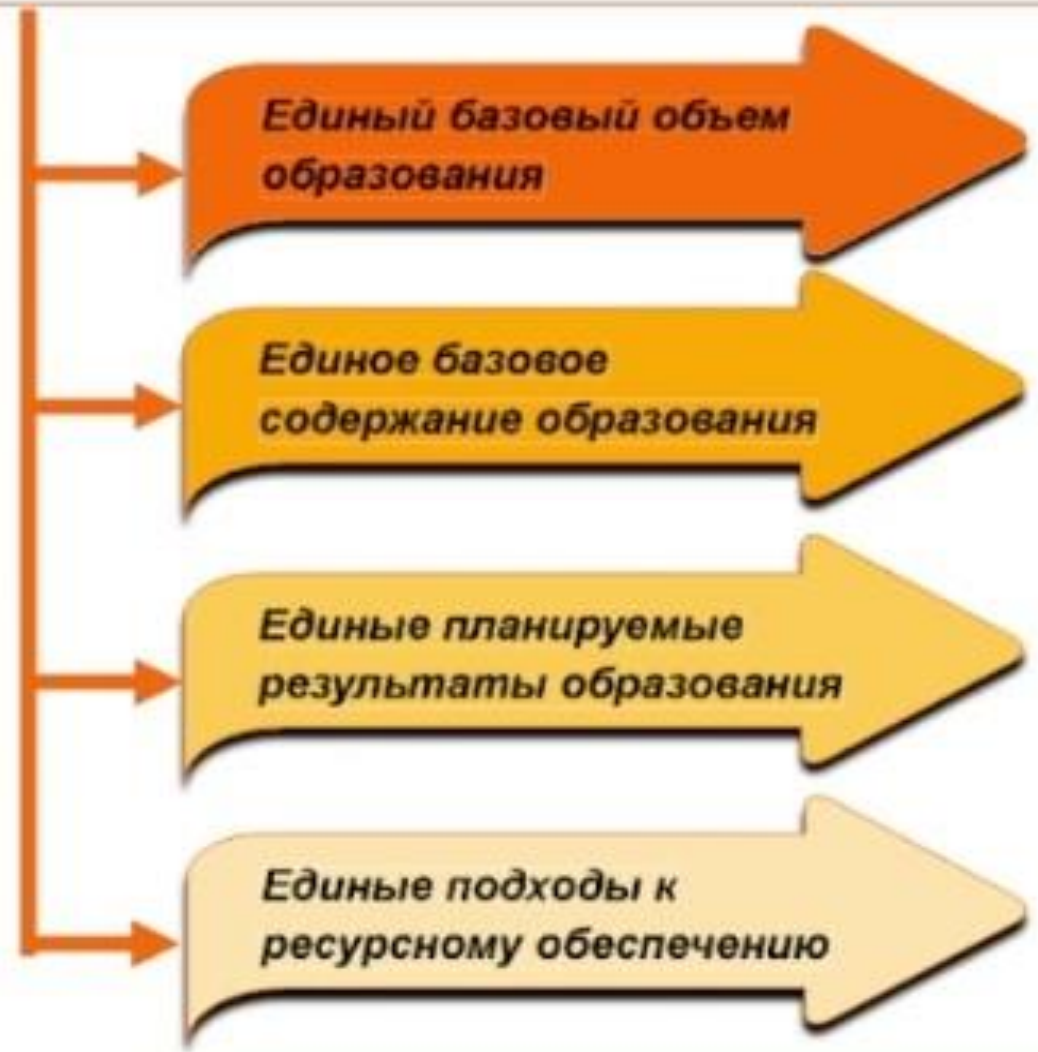 Единый базовый объем
образования
Единое базовое
содержание образования
Единые планируемые
результаты образования
Единые подходы к
ресурсному обеспечению